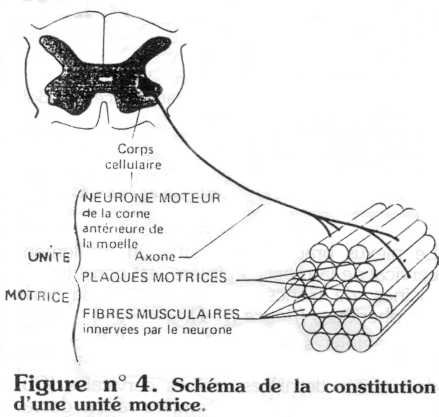 Corps
cellulaire
NEURONE MOTEUR
de la corne
antérieure de
la moelle
Axone
UNITE
PLAQUES MOTRICES
MOTRICE
FIBRES MUSCULAIRES
innervées par le neurone
Figure n° 4. Schéma de la constitution
d'une unité motrice.